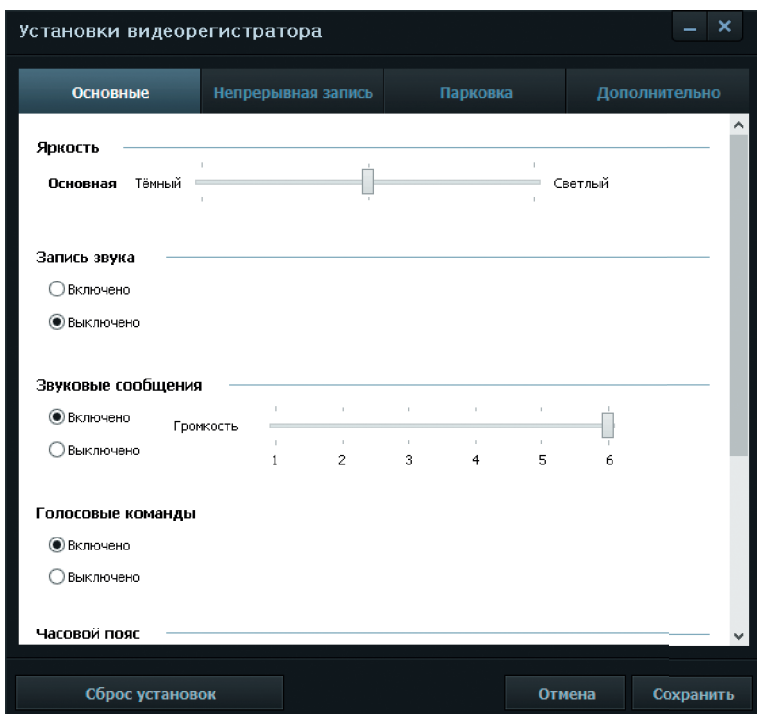 Установки видеорегистратора
Основные Непрерывная запись Парковка Дополнительно
Яркость
Основная Тёмный Светлый
Запись звука
Включено
Выключено
Звуковые сообщения
Включено
Громкость
Выключено
1 2 3 4 5 6
Голосовые команды
Включено
Выключено
Часовой пояс
Сброс установок Отмена Сохранить